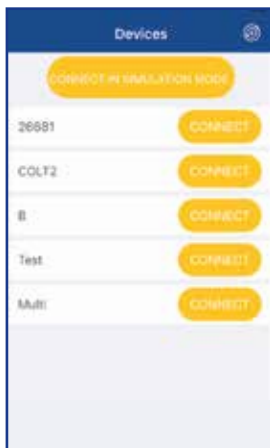 Devices
CONNECT IN SIMULATION MODE
26681 CONNECT
COLT2 CONNECT
B CONNECT
Test CONNECT
Multi CONNECT